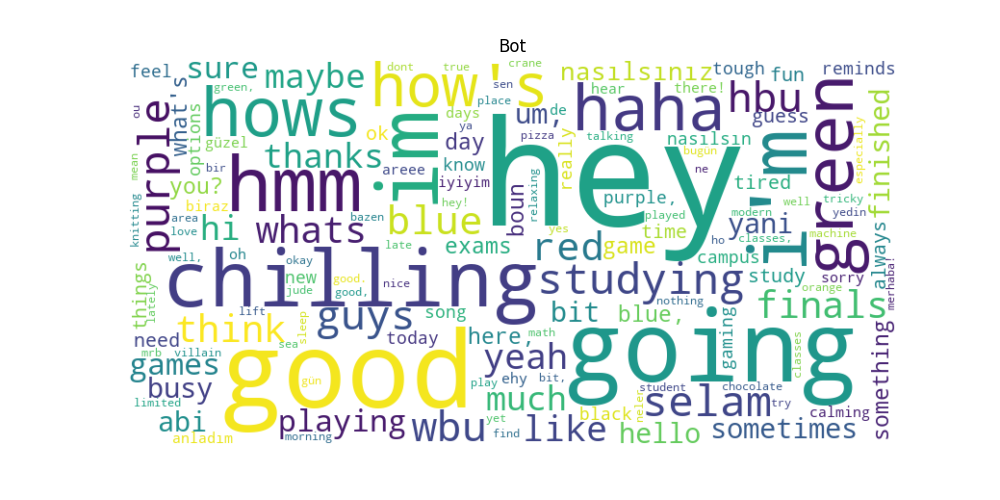 Bot
feel
sure
maybe
how's
dont
true
crane
sen
nasılsınız
tough
fun
reminds
ou
purple
what's
options
green,
hows
im
place
um,
de
haha
hear
there!
hbu
guess
i'm
green
finished
especially
days
day
ok
ya
pizza
talking
nasılsın
bugün
really
hey
mean
güzel
thanks
hmm
bir
areee
know
iyiyim
boun
relaxing
purple,
tired
ne
well
tricky
you?
biraz
hi
whats
blue
hey!
yes
played
modern
yani
yedin
machine
knitting
area
love
bazen
late
exams
red
game
time
ho
classes,
campus
always
well,
oh
okay
chilling
new
jude
good.
good,
nice
studying
nothing
study
sorry
orange
merhaba!
things
lately
lift
guys
song
bit
blue,
finals
need
think
sleep
sea
today
here,
math
going
gaming
classes
something
mrb
villain
games
good
yeah
busy
gün
play
ehy
bit,
student
chocolate
limited
much
black
helen
selam
try
calming
abi
playing
wbu
yet
like
hello
sometimes
anladım
morning
find